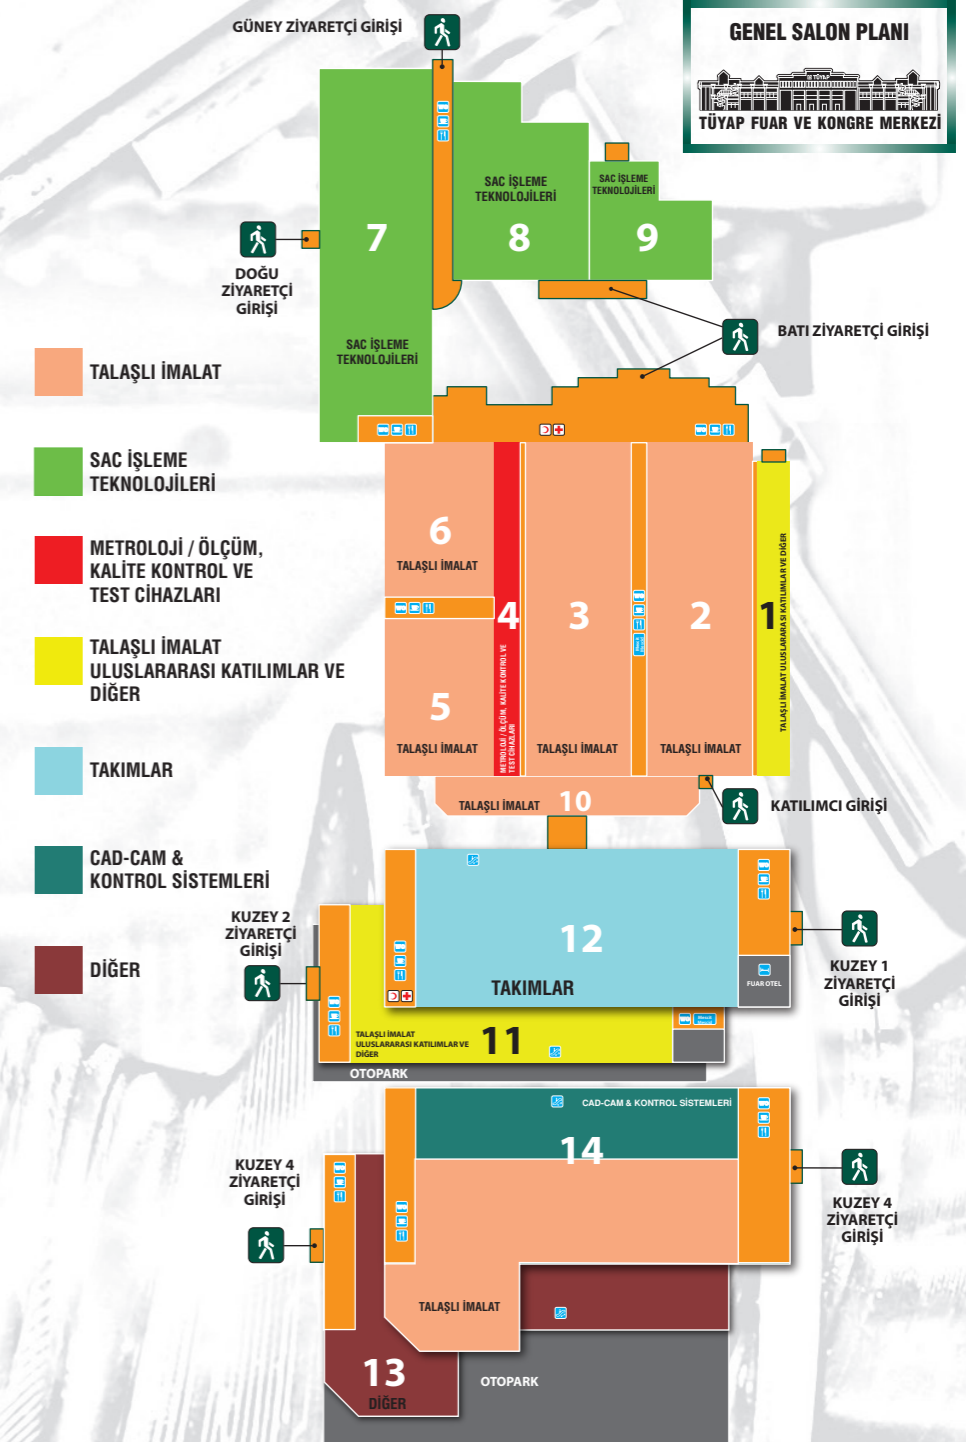 GÜNEY ZİYARETÇİ GİRİŞİ
GENEL SALON PLANI
TÜYAP
TÜYAP FUAR VE KONGRE MERKEZİ
SAC İŞLEME
TEKNOLOJİLERİ
8
SAC İŞLEME
TEKNOLOJİLERİ
9
7
DOĞU
ZİYARETÇİ
GİRİŞİ
BATI ZİYARETÇİ GİRİŞİ
SAC İŞLEME
TEKNOLOJİLERİ
TALAŞLI İMALAT
SAC İŞLEME
TEKNOLOJİLERİ
METROLOJİ / ÖLÇÜM,
KALİTE KONTROL VE
TEST CİHAZLARI
TALAŞLI İMALAT
ULUSLARARASI KATILIMLAR VE
DİĞER
TAKIMLAR
CAD-CAM &
KONTROL SİSTEMLERİ
DİĞER
6
TALAŞLI İMALAT
5
TALAŞLI İMALAT
4
METROLOJİ / ÖLÇÜM, KALİTE KONTROL VE
TEST CİHAZLARI
3
TALAŞLI İMALAT
2
TALAŞLI İMALAT
1
TALAŞLI İMALAT ULUSLARARASI KATILIMLAR VE DİĞER
TALAŞLI İMALAT 10
KATILIMCI GİRİŞİ
12
TAKIMLAR
KUZEY 2
ZİYARETÇİ
GİRİŞİ
KUZEY 1
ZİYARETÇİ
GİRİŞİ
FUAR OTEL
TALAŞLI İMALAT
ULUSLARARASI KATILIMLAR VE
DİĞER
11
OTOPARK
CAD-CAM & KONTROL SİSTEMLERİ
14
KUZEY 4
ZİYARETÇİ
GİRİŞİ
KUZEY 4
ZİYARETÇİ
GİRİŞİ
TALAŞLI İMALAT
13
DİĞER
OTOPARK